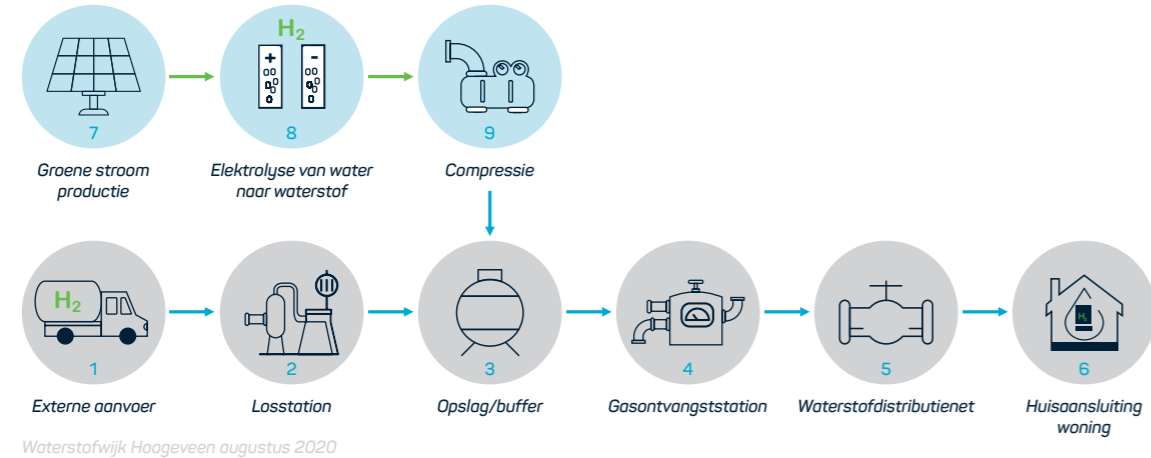 H₂
+ -
7
8
9
Groene stroom
productie
Elektrolyse van water
naar waterstof
Compressie
H₂
H₂
1
2
3
4
5
6
Externe aanvoer
Losstation
Opslag/buffer
Gasontvangststation
Waterstofdistributienet
Huisaansluiting
woning
Waterstofwijk Hoogeveen augustus 2020